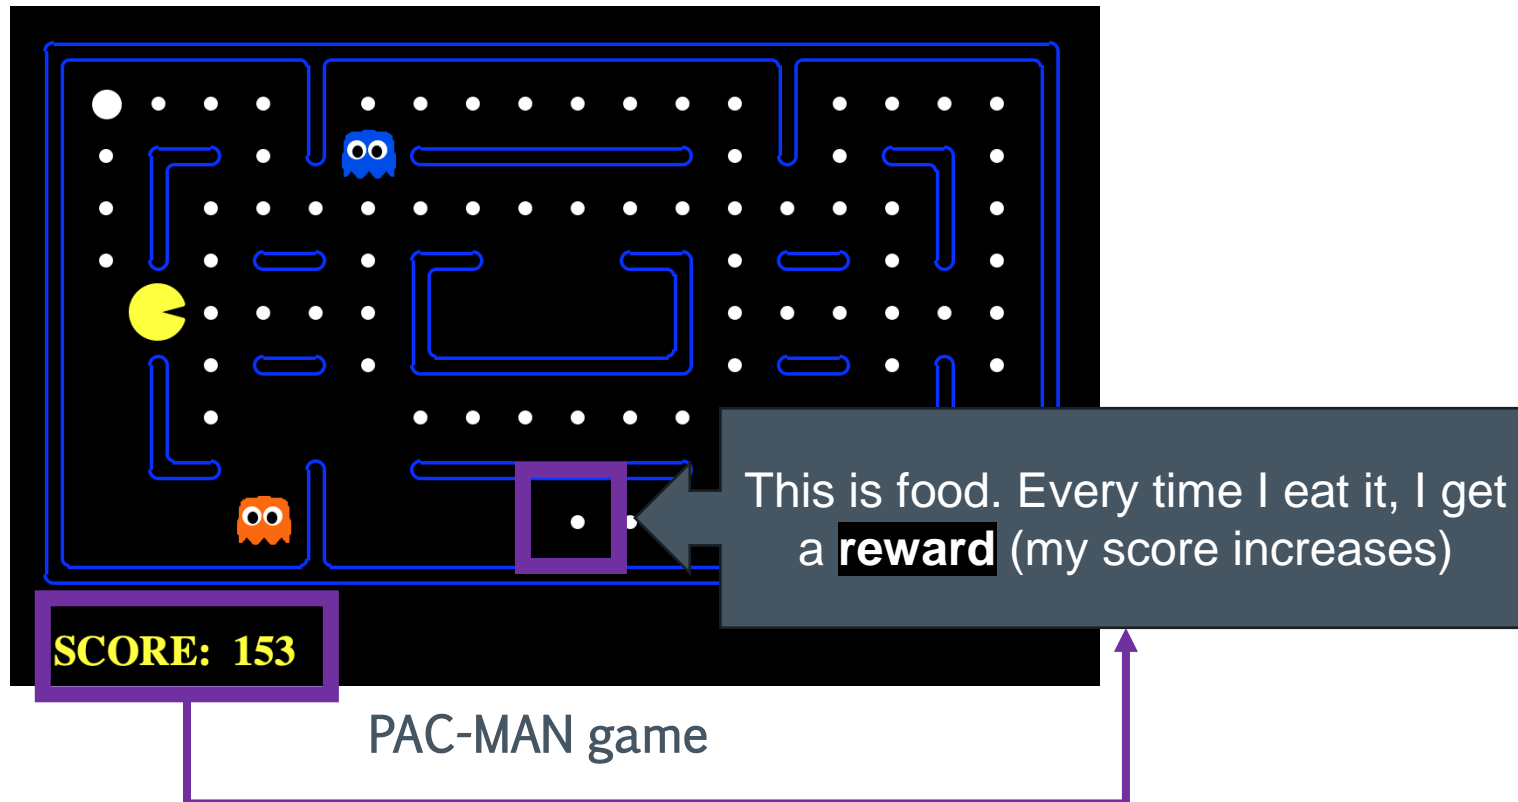 This is food. Every time I eat it, I get
a reward (my score increases)
SCORE: 153
PAC-MAN game